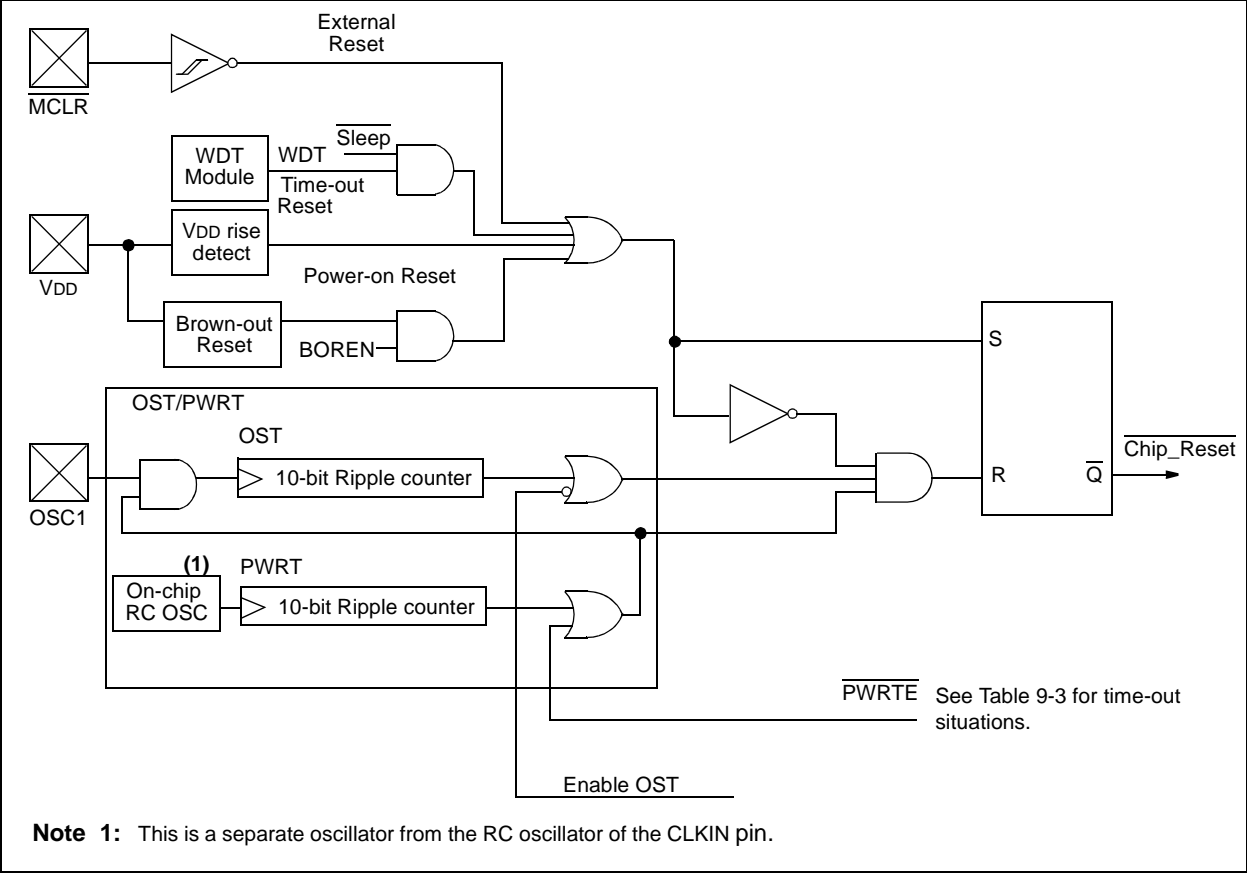 External
Reset
MCLR
Sleep
WDT
Module
WDT
Time-out
Reset
VDD rise
detect
VDD
Power-on Reset
Brown-out
Reset
BOREN
S
OST/PWRT
OST
Chip_Reset
10-bit Ripple counter
R
Q
OSC1
(1)
PWRT
On-chip
RC OSC
10-bit Ripple counter
PWRTE
See Table 9-3 for time-out
situations.
Enable OST
Note 1: This is a separate oscillator from the RC oscillator of the CLKIN pin.